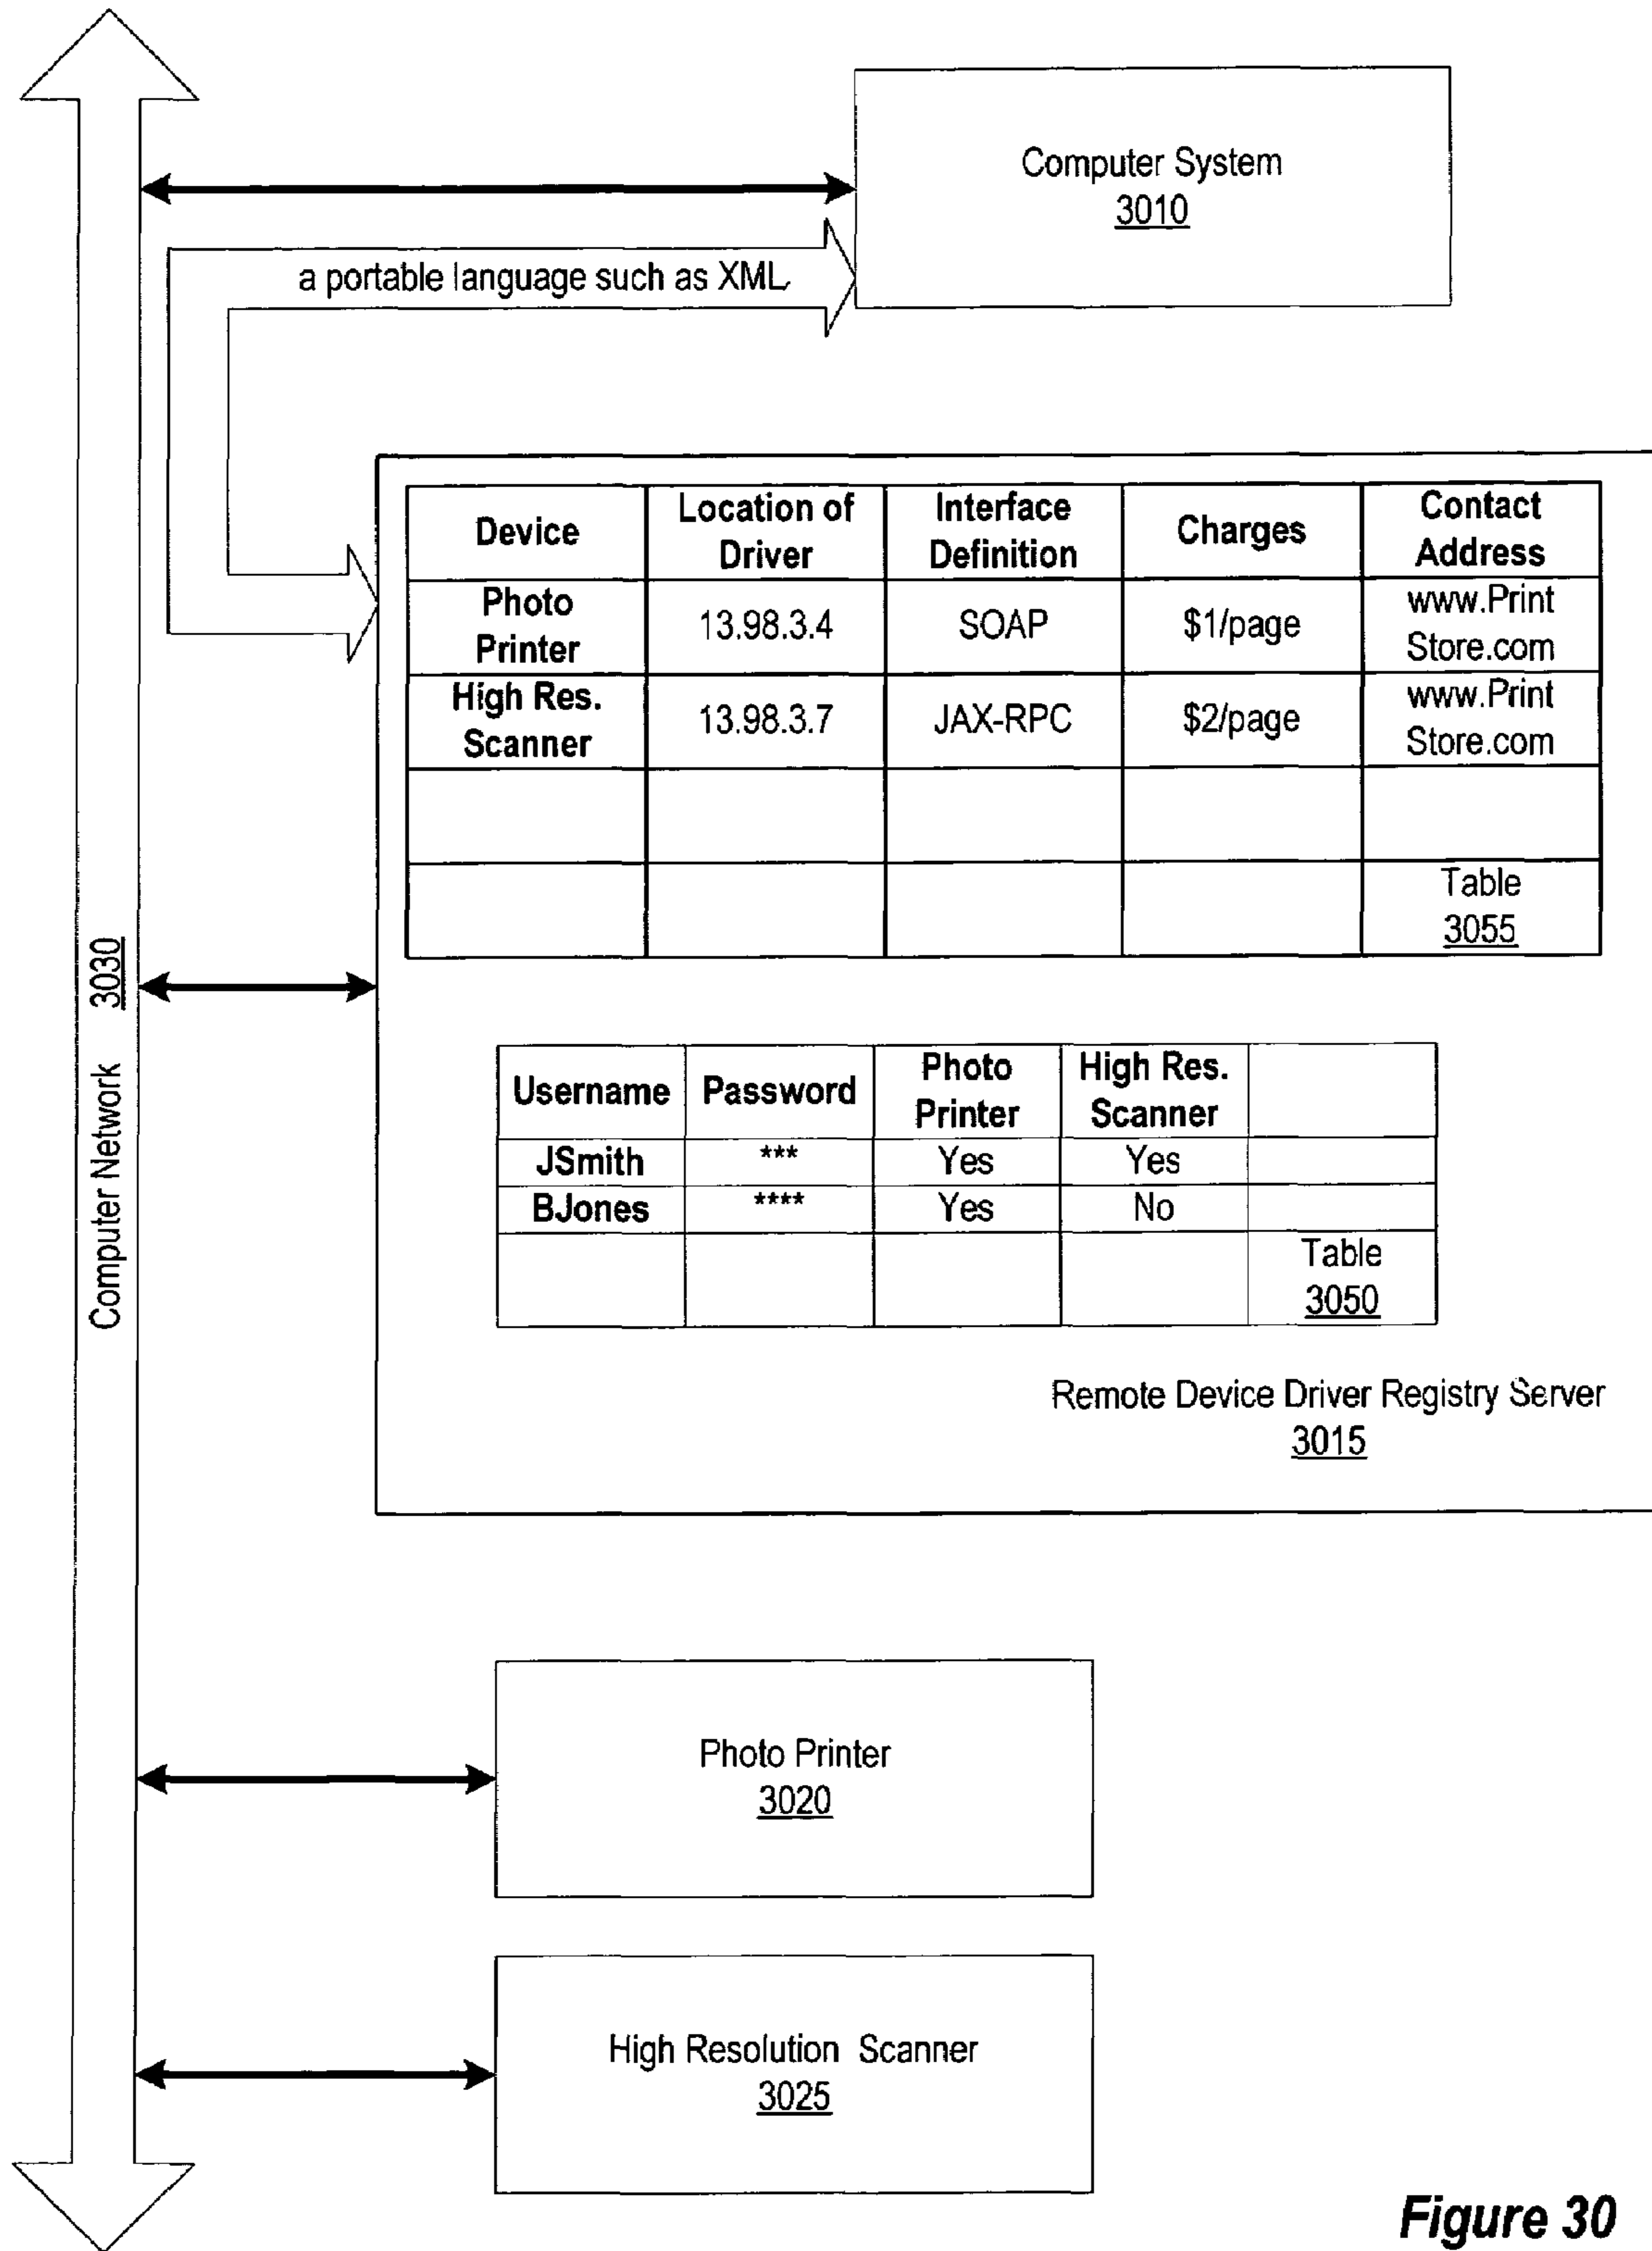 Computer System
3010
a portable language such as XML
Device
Location of
Driver
Interface
Definition
Charges
Contact
Address
Photo
Printer
13.98.3.4
SOAP
$1/page
www.Print
Store.com
High Res.
Scanner
13.98.3.7
JAX-RPC
$2/page
www.Print
Store.com
Table
3055
Computer Network 3030
Username
Password
Photo
Printer
High Res.
Scanner
JSmith
***
Yes
Yes
BJones
****
Yes
No
Table
3050
Remote Device Driver Registry Server
3015
Photo Printer
3020
High Resolution Scanner
3025
Figure 30